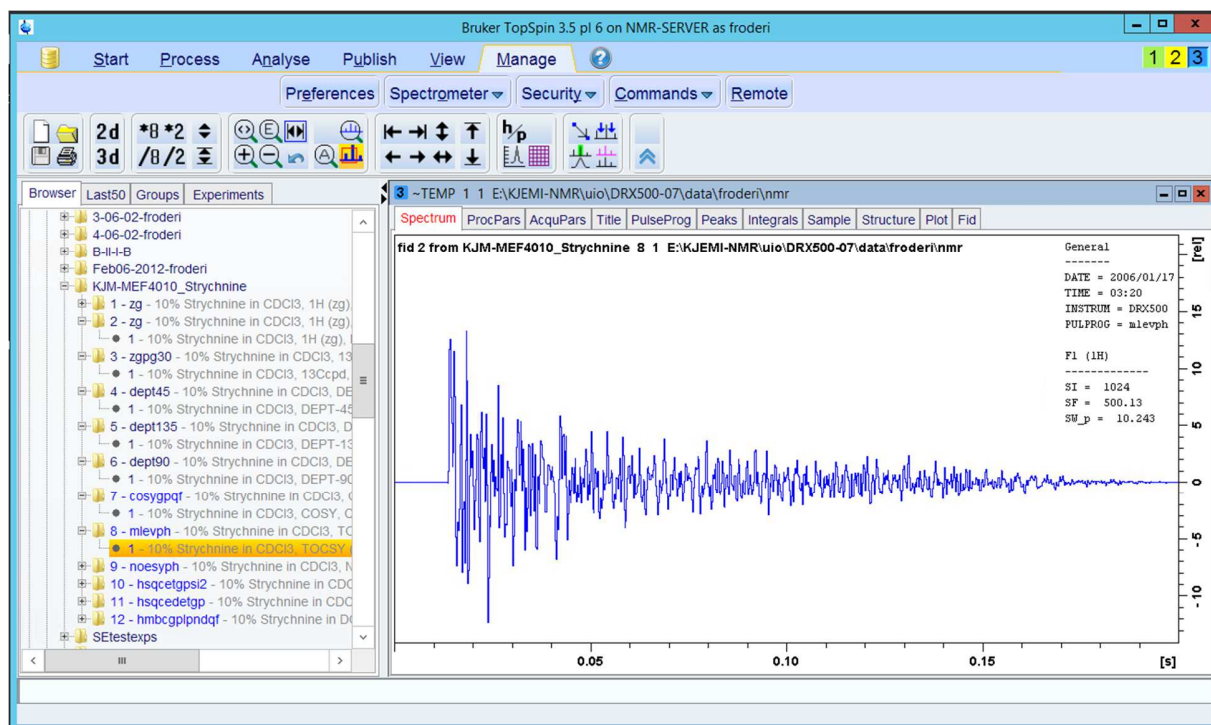 Bruker TopSpin 3.5 pl 6 on NMR-SERVER as froderi
Start Process Analyse Publish View Manage ? 1 2 3
Preferences Spectrometer Security Commands Remote
2d *8 *2 E h/p
3d /8 /2 A
Browser Last50 Groups Experiments
3-06-02-froderi
4-06-02-froderi
B-II-I-B
Feb06-2012-froderi
KJM-MEF4010_Strychnine
1 - zg - 10% Strychnine in CDCl3, 1H (zg),
2 - zg - 10% Strychnine in CDCl3, 1H (zg),
1 - 10% Strychnine in CDCl3, 1H (zg),
3 - zgpg30 - 10% Strychnine in CDCl3, 13
1 - 10% Strychnine in CDCl3, 13Ccpd,
4 - dept45 - 10% Strychnine in CDCl3, DE
1 - 10% Strychnine in CDCl3, DEPT-45
5 - dept135 - 10% Strychnine in CDCl3, D
1 - 10% Strychnine in CDCl3, DEPT-13
6 - dept90 - 10% Strychnine in CDCl3, DE
1 - 10% Strychnine in CDCl3, DEPT-90
7 - cosygpqf - 10% Strychnine in CDCl3, C
1 - 10% Strychnine in CDCl3, COSY, C
8 - mlevph - 10% Strychnine in CDCl3, TC
1 - 10% Strychnine in CDCl3, TOCSY
9 - noesyph - 10% Strychnine in CDCl3, N
10 - hsqcetgpsi2 - 10% Strychnine in CDC
11 - hsqcedetgp - 10% Strychnine in CDC
12 - hmbcgplpndqf - 10% Strychnine in DC
SEtestexps
3 ~TEMP 1 1 E:\KJEMI-NMR\uio\DRX500-07\data\froderi\nmr
Spectrum ProcPars AcquPars Title PulseProg Peaks Integrals Sample Structure Plot Fid
fid 2 from KJM-MEF4010_Strychnine 8 1 E:\KJEMI-NMR\uio\DRX500-07\data\froderi\nmr
General
-------
DATE = 2006/01/17
TIME = 03:20
INSTRUM = DRX500
PULPROG = mlevph
F1 (1H)
-------------
SI = 1024
SF = 500.13
SW_p = 10.243
[rel]
15
10
5
0
-5
-10
0.05 0.10 0.15 [s]